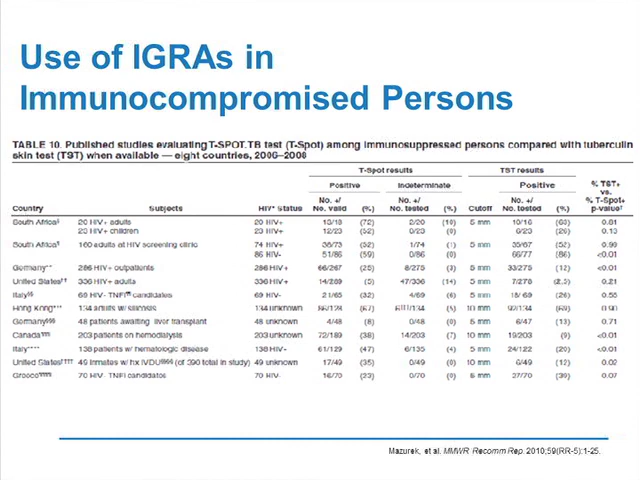 Use of IGRAs in
Immunocompromised Persons
TABLE 10. Published studies evaluating T-SPOT.TB test (T-Spot) among immunosuppressed persons compared with tuberculin
skin test (TST) when available — eight countries, 2006–2008
T-Spot results TST results
Positive Indeterminate Positive % TST+ vs. % T-Spot+ p-value
Country Subjects HIV* Status No. +/ No. valid (%) No. +/ No. tested (%) Cutoff No. +/ No. tested (%)
South Africa 20 HIV+ adults 20 HIV+ 13/18 (72) 2/20 (10) 5 mm 10/16 (63) 0.81
23 HIV+ children 23 HIV+ 12/23 (52) 0/23 (0) 5 mm
South Africa 160 adults at HIV screening clinic 74 HIV+ 38/73 (52) 1/74 (1) 5 mm 35/67 (52) 0.90
86 HIV- 51/86 (59) 0/86 (0) 66/77 (86) <0.01
Germany 286 HIV+ outpatients 286 HIV+ 66/267 (25) 8/275 (3) 5 mm 33/275 (12) <0.01
United States 336 HIV+ adults 336 HIV+ 14/289 (5) 47/336 (14) 5 mm 7/278 0.21
Italy 69 HIV- TNFI candidates 69 HIV- 21/65 (32) 4/69 (6) 5 mm 18/69 (26) 0.55
Hong Kong 134 adults w/ silicosis 134 unknown (5) 10 mm 92/134 (69) 0.90
Germany 48 patients awaiting liver transplant 48 unknown 4/48 (8) 0/48 (0) 5 mm 6/47 (13) 0.71
Canada 203 patients on hemodialysis 203 unknown 72/189 (38) 14/203 (7) 10 mm 19/203 (9) <0.01
Italy 138 patients w/ hematologic disease 138 HIV- 61/129 (47) 6/135 (4) 5 mm 24/122 (20) <0.01
United States 49 inmates w/ hx IVDU (of 390 total in study) 49 unknown 17/49 (35) 0/49 (0) 10 mm 6/49 (12) 0.02
Greece 70 HIV- TNFI candidates 70 HIV- 16/70 (23) 0/70 (0) 5 mm 27/70 (39) 0.07
Mazurek, et al. MMWR Recomm Rep. 2010;59(RR-5):1-25.